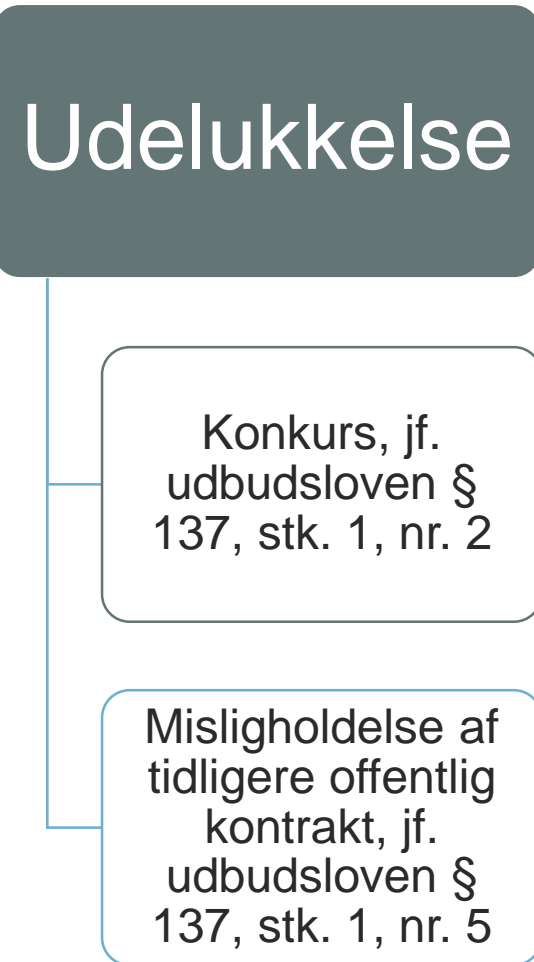 Udelukkelse
Konkurs, jf.
udbudsloven §
137, stk. 1, nr. 2
Misligholdelse af
tidligere offentlig
kontrakt, jf.
udbudsloven §
137, stk. 1, nr. 5